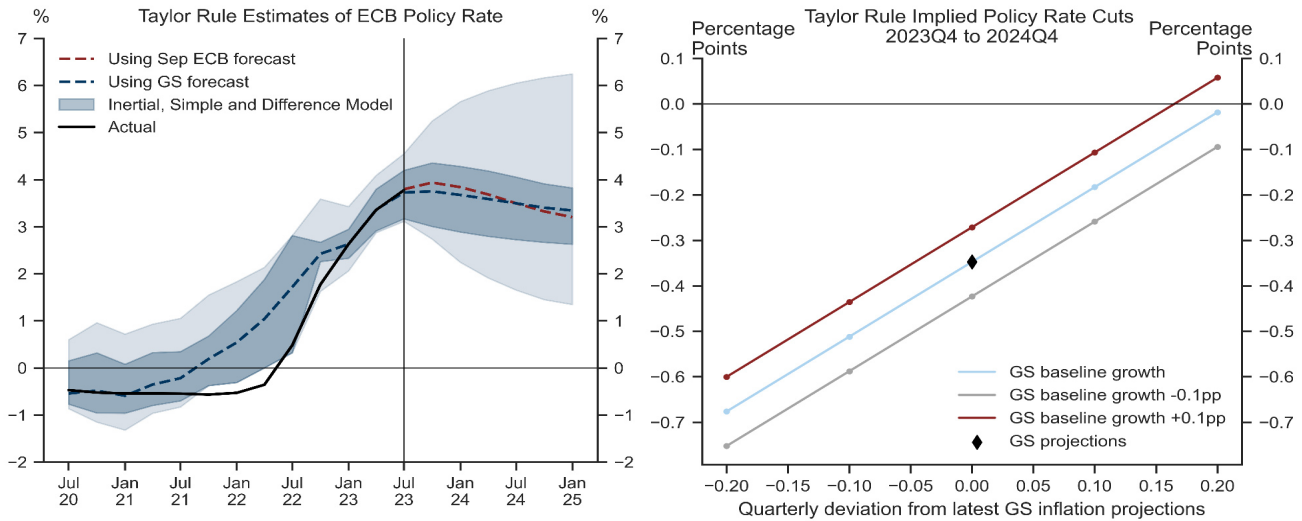 Taylor Rule Estimates of ECB Policy Rate
%
%
7
6
5
4
3
2
1
0
−1
−2
7
6
5
4
3
2
1
0
−1
−2
Using Sep ECB forecast
Using GS forecast
Inertial, Simple and Difference Model
Actual
Jul
20
Jan
21
Jul
21
Jan
22
Jul
22
Jan
23
Jul
23
Jan
24
Jul
24
Jan
25
Taylor Rule Implied Policy Rate Cuts
2023Q4 to 2024Q4
Percentage
Points
Percentage
Points
0.1
0.0
−0.1
−0.2
−0.3
−0.4
−0.5
−0.6
−0.7
0.1
0.0
−0.1
−0.2
−0.3
−0.4
−0.5
−0.6
−0.7
GS baseline growth
GS baseline growth -0.1pp
GS baseline growth +0.1pp
GS projections
−0.20 −0.15 −0.10 −0.05 0.00 0.05 0.10 0.15 0.20
Quarterly deviation from latest GS inflation projections